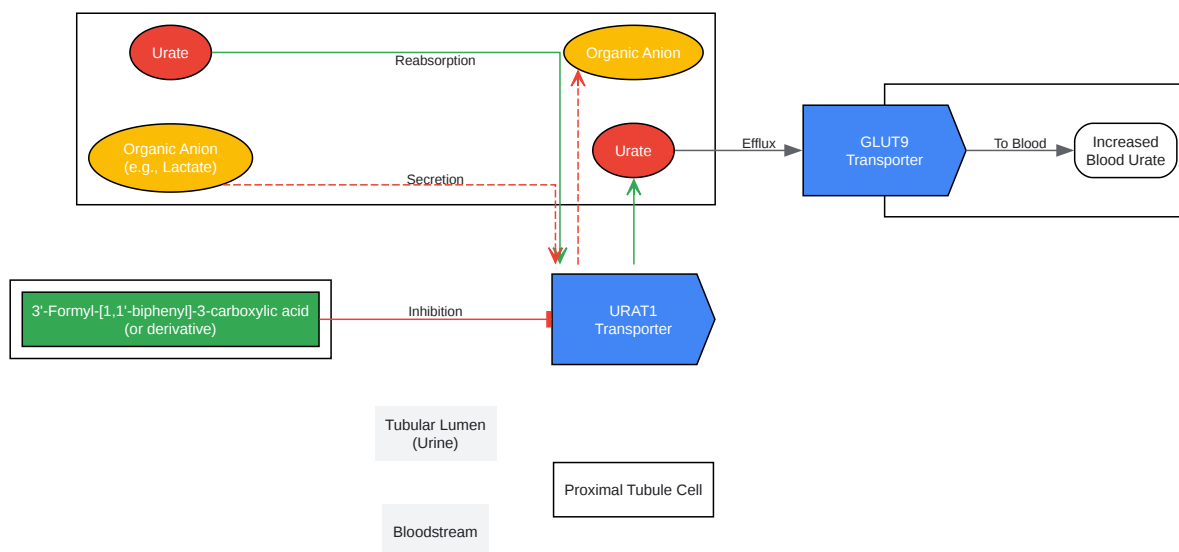 Urate
Reabsorption
Organic Anion
Organic Anion
(e.g., Lactate)
Secretion
Urate
Efflux
GLUT9
Transporter
To Blood
Increased
Blood Urate
3'-Formyl-[1,1'-biphenyl]-3-carboxylic acid
(or derivative)
Inhibition
URAT1
Transporter
Tubular Lumen
(Urine)
Proximal Tubule Cell
Bloodstream